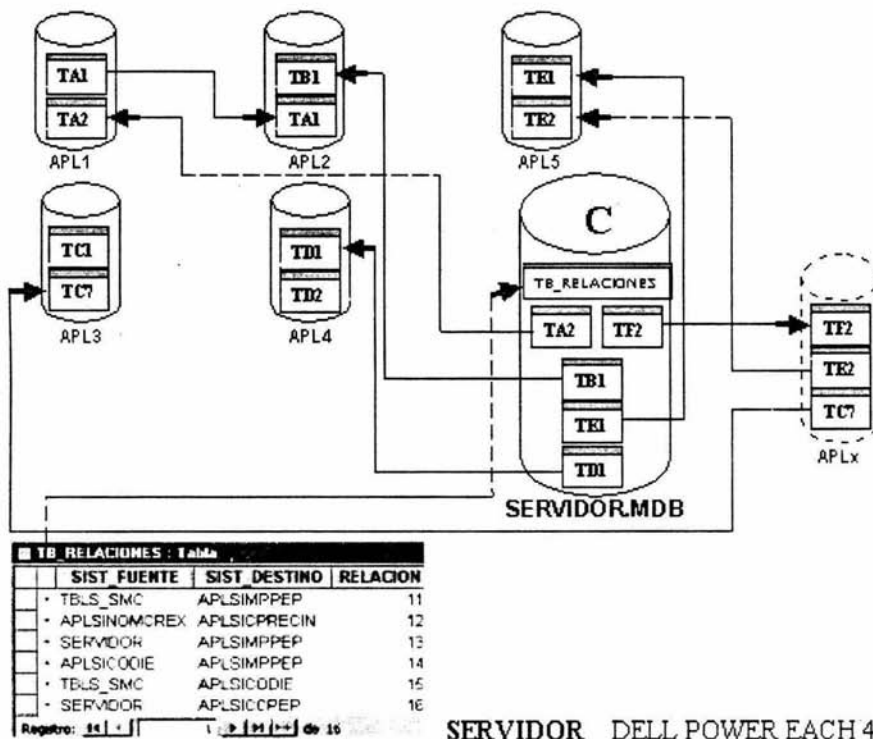 TA1
TA2
APL1
TB1
TA1
APL2
TE1
TE2
APL5
TC1
TC7
APL3
TD1
TD2
APL4
C
TB_RELACIONES
TA2
TF2
TB1
TE1
TD1
SERVIDOR.MDB
TF2
TE2
TC7
APLx
TB_RELACIONES : Tabla
SIST_FUENTE SIST_DESTINO RELACION
TBLS_SMC APLSIMPPEP 11
APLSINOMCREX APLSICPRECIN 12
SERVIDOR APLSIMPPEP 13
APLSICODIE APLSIMPPEP 14
TBLS_SMC APLSICODIE 15
SERVIDOR APLSICCPEP 16
Registro: 1 de 16
SERVIDOR DELL POWER EACH 4